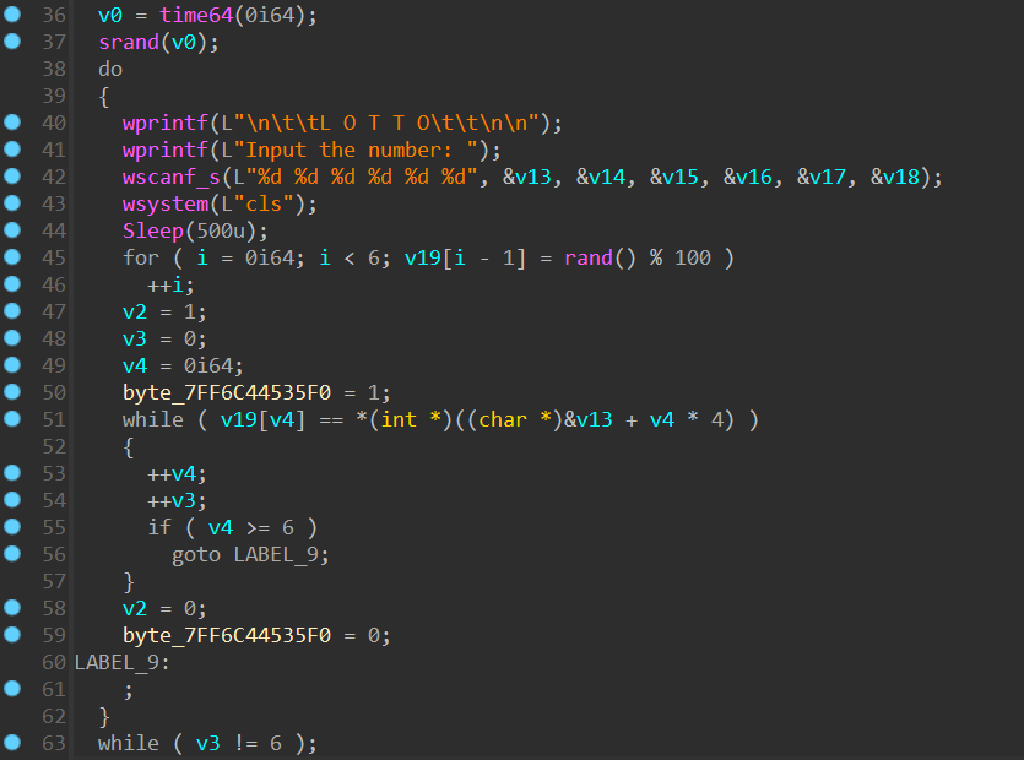 36 v0 = time64(0i64);
37 srand(v0);
38 do
39 {
40 wprintf(L"\n\t\tL O T T O\t\t\n\n");
41 wprintf(L"Input the number: ");
42 wscanf_s(L"%d %d %d %d %d %d", &v13, &v14, &v15, &v16, &v17, &v18);
43 wsystem(L"cls");
44 Sleep(500u);
45 for ( i = 0i64; i < 6; v19[i - 1] = rand() % 100 )
46 ++i;
47 v2 = 1;
48 v3 = 0;
49 v4 = 0i64;
50 byte_7FF6C44535F0 = 1;
51 while ( v19[v4] == *(int *)((char *)&v13 + v4 * 4) )
52 {
53 ++v4;
54 ++v3;
55 if ( v4 >= 6 )
56 goto LABEL_9;
57 }
58 v2 = 0;
59 byte_7FF6C44535F0 = 0;
60 LABEL_9:
61 ;
62 }
63 while ( v3 != 6 );